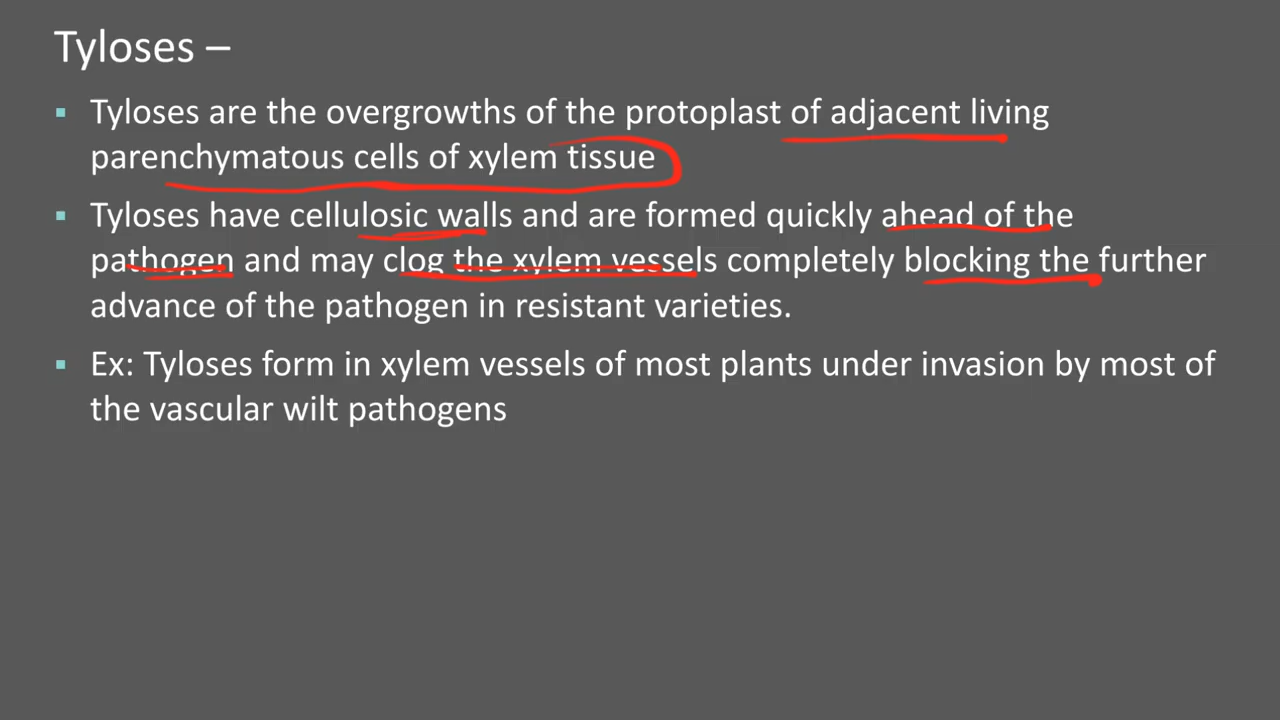 Tyloses –
▪ Tyloses are the overgrowths of the protoplast of adjacent living
parenchymatous cells of xylem tissue
▪ Tyloses have cellulosic walls and are formed quickly ahead of the
pathogen and may clog the xylem vessels completely blocking the further
advance of the pathogen in resistant varieties.
▪ Ex: Tyloses form in xylem vessels of most plants under invasion by most of
the vascular wilt pathogens